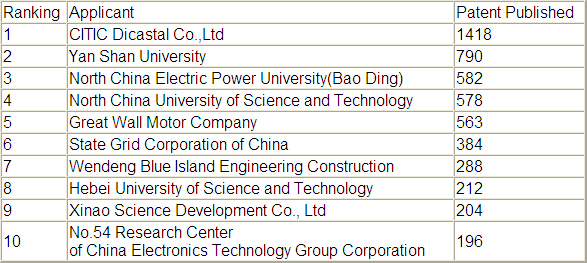 Ranking Applicant Patent Published
1 CITIC Dicastal Co.,Ltd 1418
2 Yan Shan University 790
3 North China Electric Power University(Bao Ding) 582
4 North China University of Science and Technology 578
5 Great Wall Motor Company 563
6 State Grid Corporation of China 384
7 Wendeng Blue Island Engineering Construction 288
8 Hebei University of Science and Technology 212
9 Xinao Science Development Co., Ltd 204
10 No.54 Research Center
of China Electronics Technology Group Corporation 196